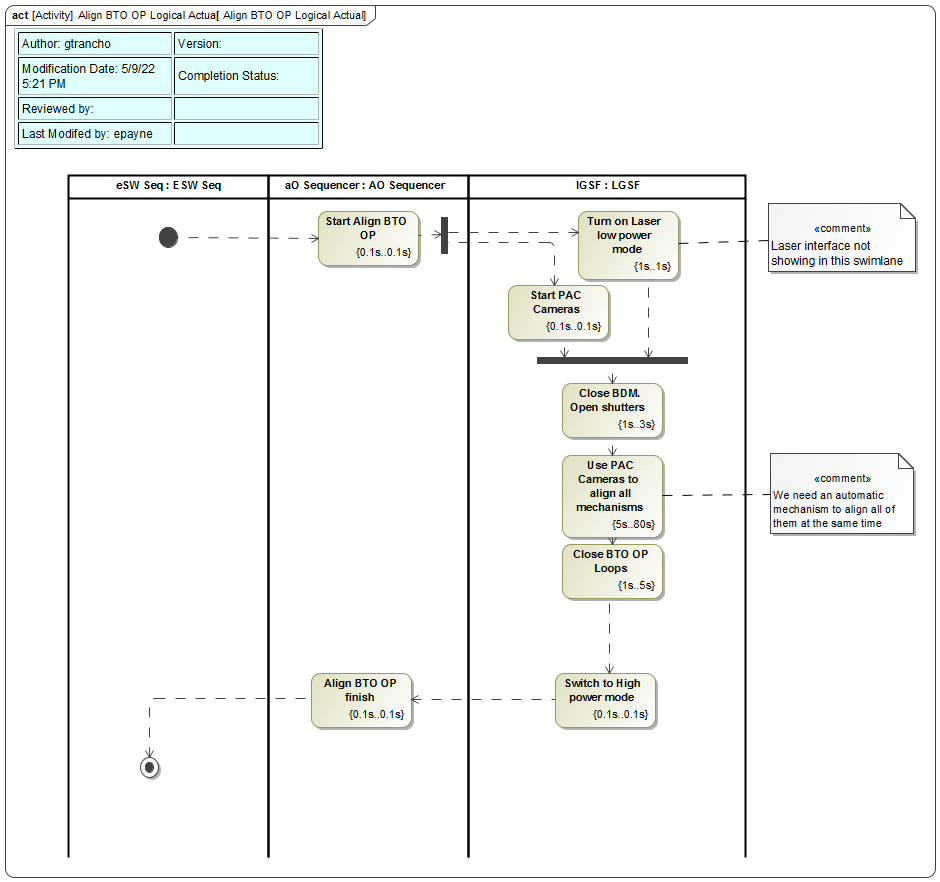 act [Activity] Align BTO OP Logical Actual[ Align BTO OP Logical Actual]
Author: gtrancho
Version:
Modification Date: 5/9/22
5:21 PM
Completion Status:
Reviewed by:
Last Modifed by: epayne
eSW Seq : ESW Seq
aO Sequencer : AO Sequencer
lGSF : LGSF
Start Align BTO
OP
{0.1s..0.1s}
Turn on Laser
low power
mode
{1s..1s}
«comment»
Laser interface not
showing in this swimlane
Start PAC
Cameras
{0.1s..0.1s}
Close BDM.
Open shutters
{1s..3s}
Use PAC
Cameras to
align all
mechanisms
{5s..80s}
«comment»
We need an automatic
mechanism to align all of
them at the same time
Close BTO OP
Loops
{1s..5s}
Align BTO OP
finish
{0.1s..0.1s}
Switch to High
power mode
{0.1s..0.1s}